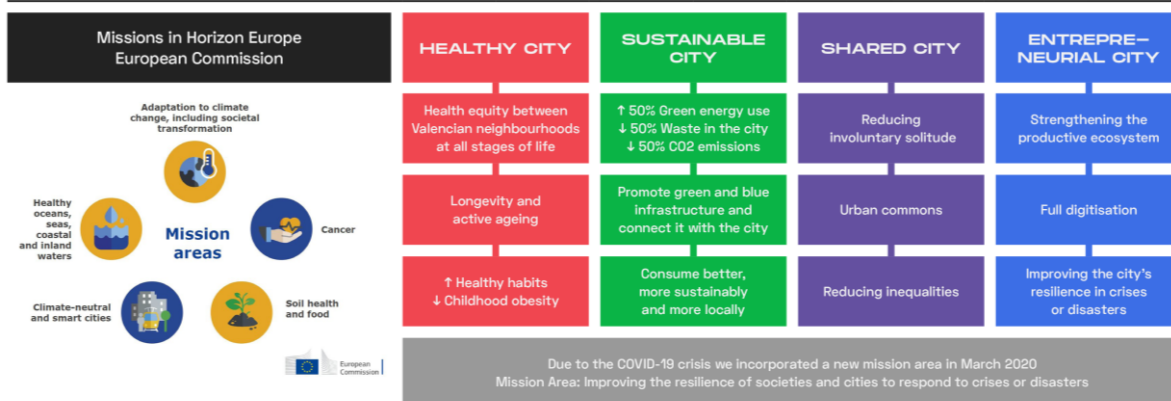 Missions in Horizon Europe
European Commission
Adaptation to climate
change, including societal
transformation
Healthy
oceans,
seas,
coastal
and inland
waters
Mission
areas
Cancer
Climate-neutral
and smart cities
Soil health
and food
European
Commission
HEALTHY CITY
Health equity between
Valencian neighbourhoods
at all stages of life
Longevity and
active ageing
↑ Healthy habits
↓ Childhood obesity
SUSTAINABLE
CITY
↑ 50% Green energy use
↓ 50% Waste in the city
↓ 50% CO2 emissions
Promote green and blue
infrastructure and
connect it with the city
Consume better,
more sustainably
and more locally
SHARED CITY
Reducing
involuntary solitude
Urban commons
Reducing inequalities
ENTREPRE-
NEURIAL CITY
Strengthening the
productive ecosystem
Full digitisation
Improving the city's
resilience in crises
or disasters
Due to the COVID-19 crisis we incorporated a new mission area in March 2020
Mission Area: Improving the resilience of societies and cities to respond to crises or disasters